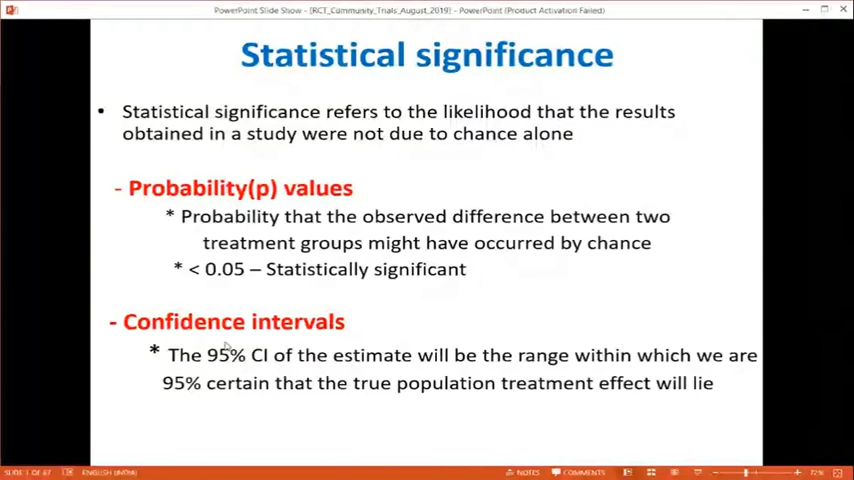 PowerPoint Slide Show - [RCT_Community_Trials_August_2019] - PowerPoint (Product Activation Failed)
Statistical significance
• Statistical significance refers to the likelihood that the results
obtained in a study were not due to chance alone
- Probability(p) values
* Probability that the observed difference between two
treatment groups might have occurred by chance
* < 0.05 – Statistically significant
- Confidence intervals
* The 95% CI of the estimate will be the range within which we are
95% certain that the true population treatment effect will lie
ENGLISH (INDIA) NOTES COMMENTS 72%